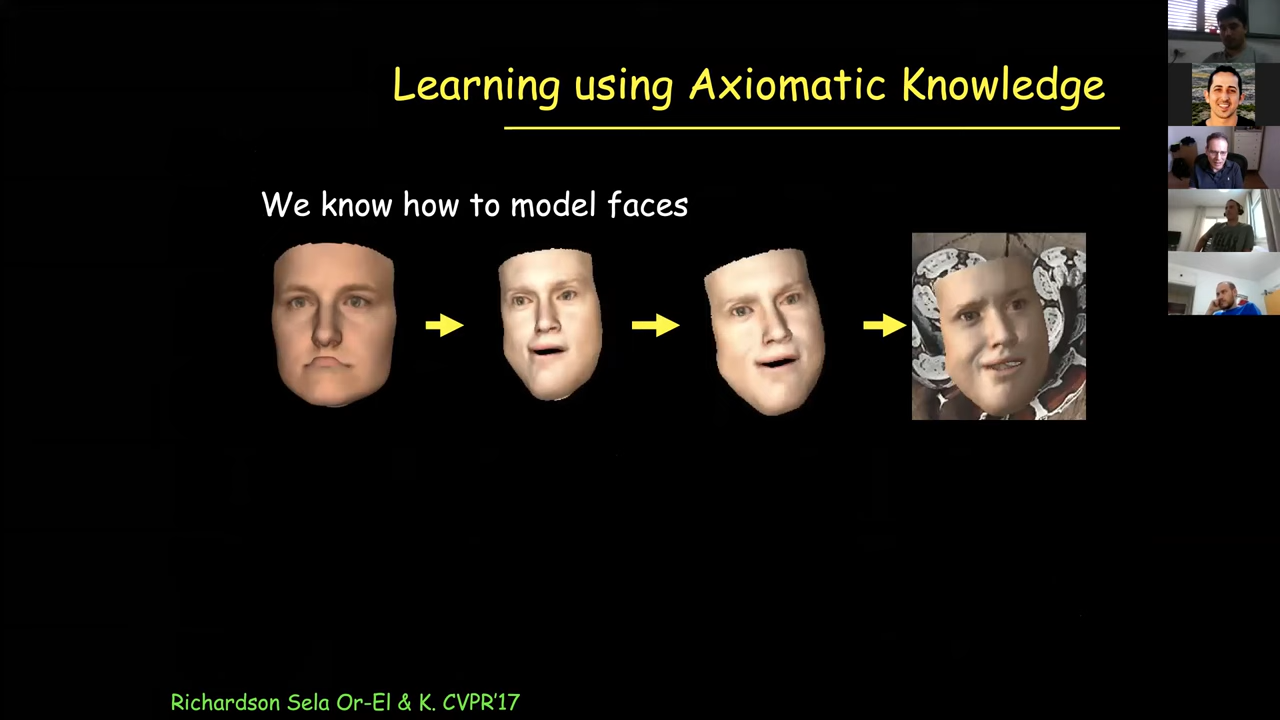 Learning using Axiomatic Knowledge
We know how to model faces
Richardson Sela Or-El & K. CVPR'17